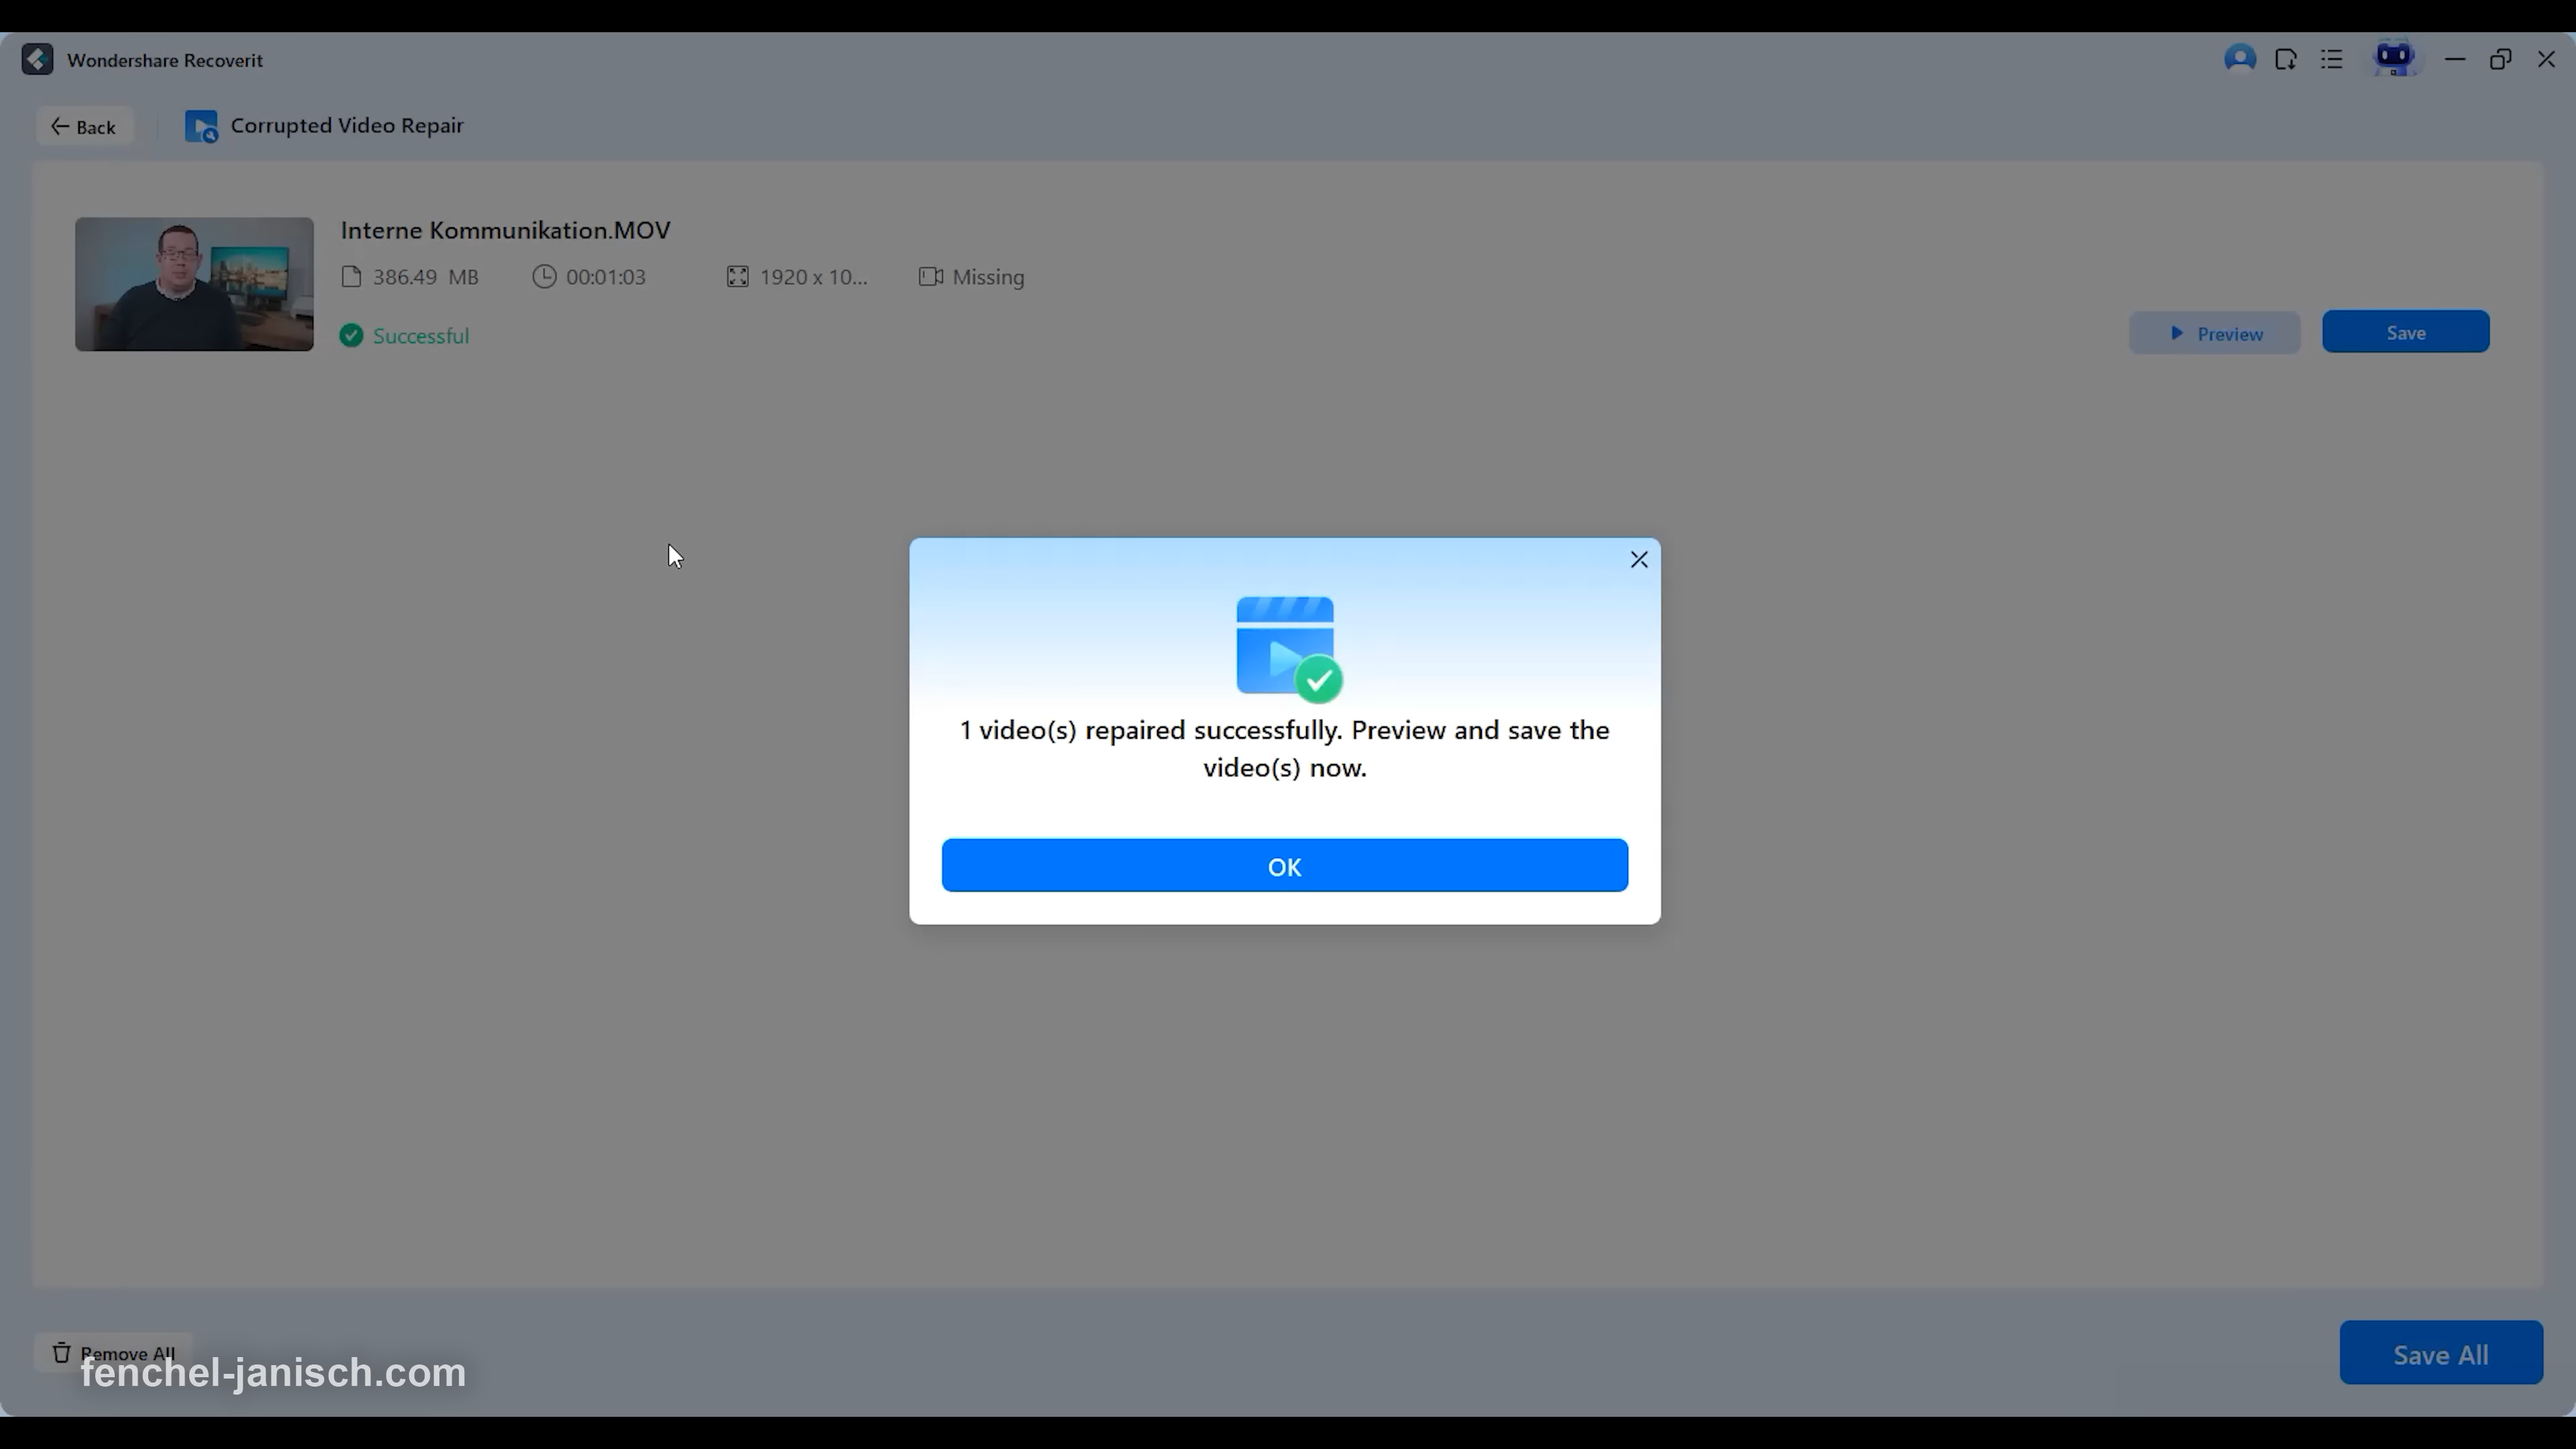 Wondershare Recoverit
Back
Corrupted Video Repair
Interne Kommunikation.MOV
386.49 MB
00:01:03
1920 x 10...
Missing
Successful
Preview
Save
1 video(s) repaired successfully. Preview and save the
video(s) now.
OK
Remove All
fenchel-janisch.com
Save All